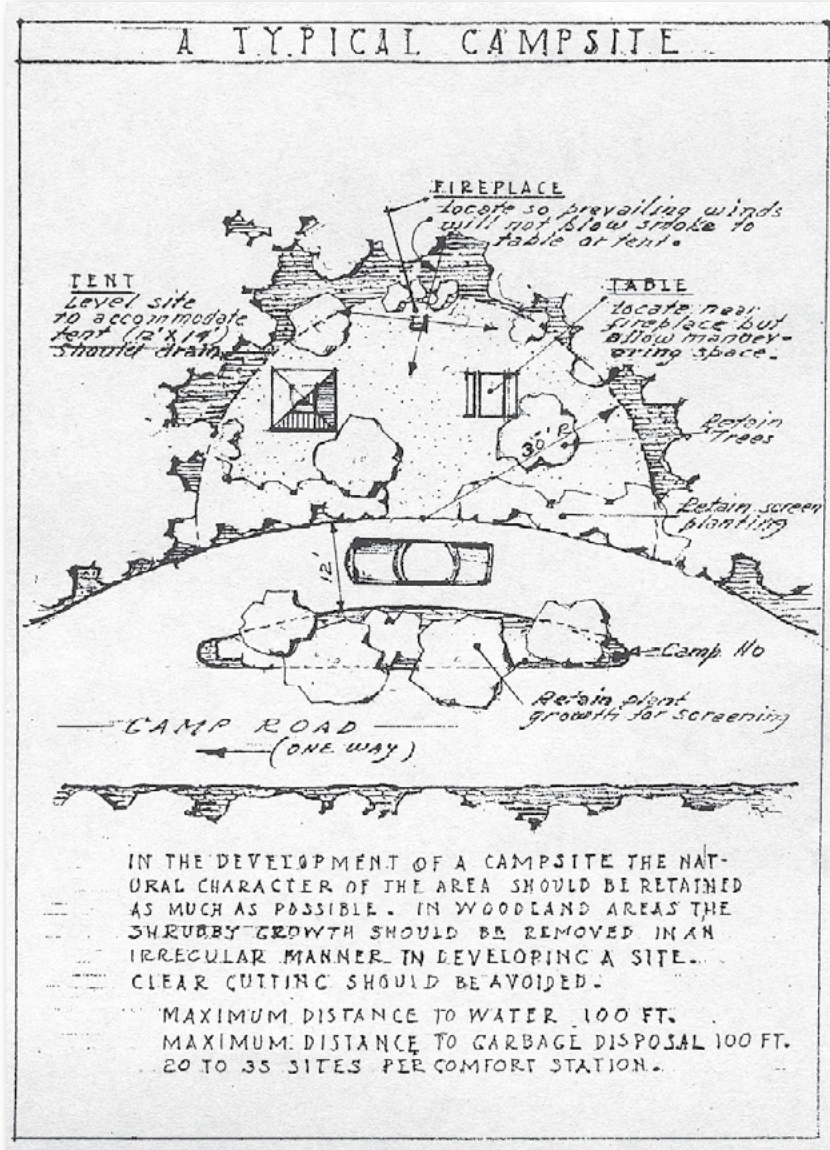 A TYPICAL CAMPSITE
FIREPLACE
Locate so prevailing winds
will not blow smoke to
table or tent.
TENT
Level site
to accommodate
tent (12' X 14')
should drain
TABLE
Locate near
fireplace but
allow maneuv-
ering space.
30' R
Retain
Trees
Retain screen
planting
12'
Camp No
Retain plant
growth for screening
CAMP ROAD
(ONE WAY)
IN THE DEVELOPMENT OF A CAMPSITE THE NAT-
URAL CHARACTER OF THE AREA SHOULD BE RETAINED
AS MUCH AS POSSIBLE. IN WOODLAND AREAS THE
SHRUBBY GROWTH SHOULD BE REMOVED IN AN
IRREGULAR MANNER IN DEVELOPING A SITE.
CLEAR CUTTING SHOULD BE AVOIDED.
MAXIMUM DISTANCE TO WATER 100 FT.
MAXIMUM DISTANCE TO GARBAGE DISPOSAL 100 FT.
20 TO 35 SITES PER COMFORT STATION.